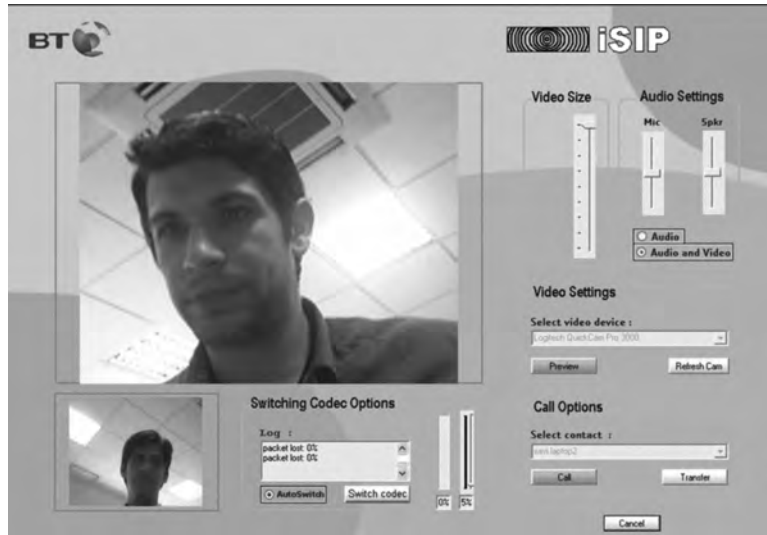 BT
iSIP
Video Size
Audio Settings
Mic
Spkr
Audio
Audio and Video
Video Settings
Select video device :
Logitech QuickCam Pro 3000
Preview
Refresh Cam
Switching Codec Options
Log :
packet lost: 0%
packet lost: 0%
AutoSwitch
Switch codec
0%
5%
Call Options
Select contact :
Call
Transfer
Cancel